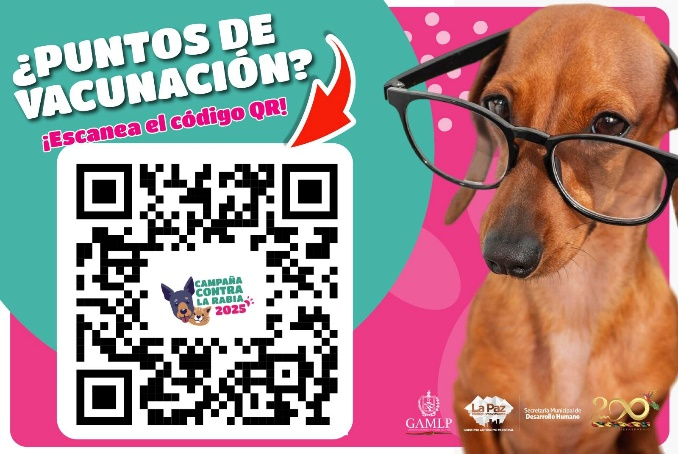 ¿PUNTOS DE
VACUNACIÓN?
¡Escanea el código QR!
CAMPAÑA
CONTRA
LA RABIA
2025
GAMLP
La Paz
Secretaría Municipal de
Desarrollo Humano
200